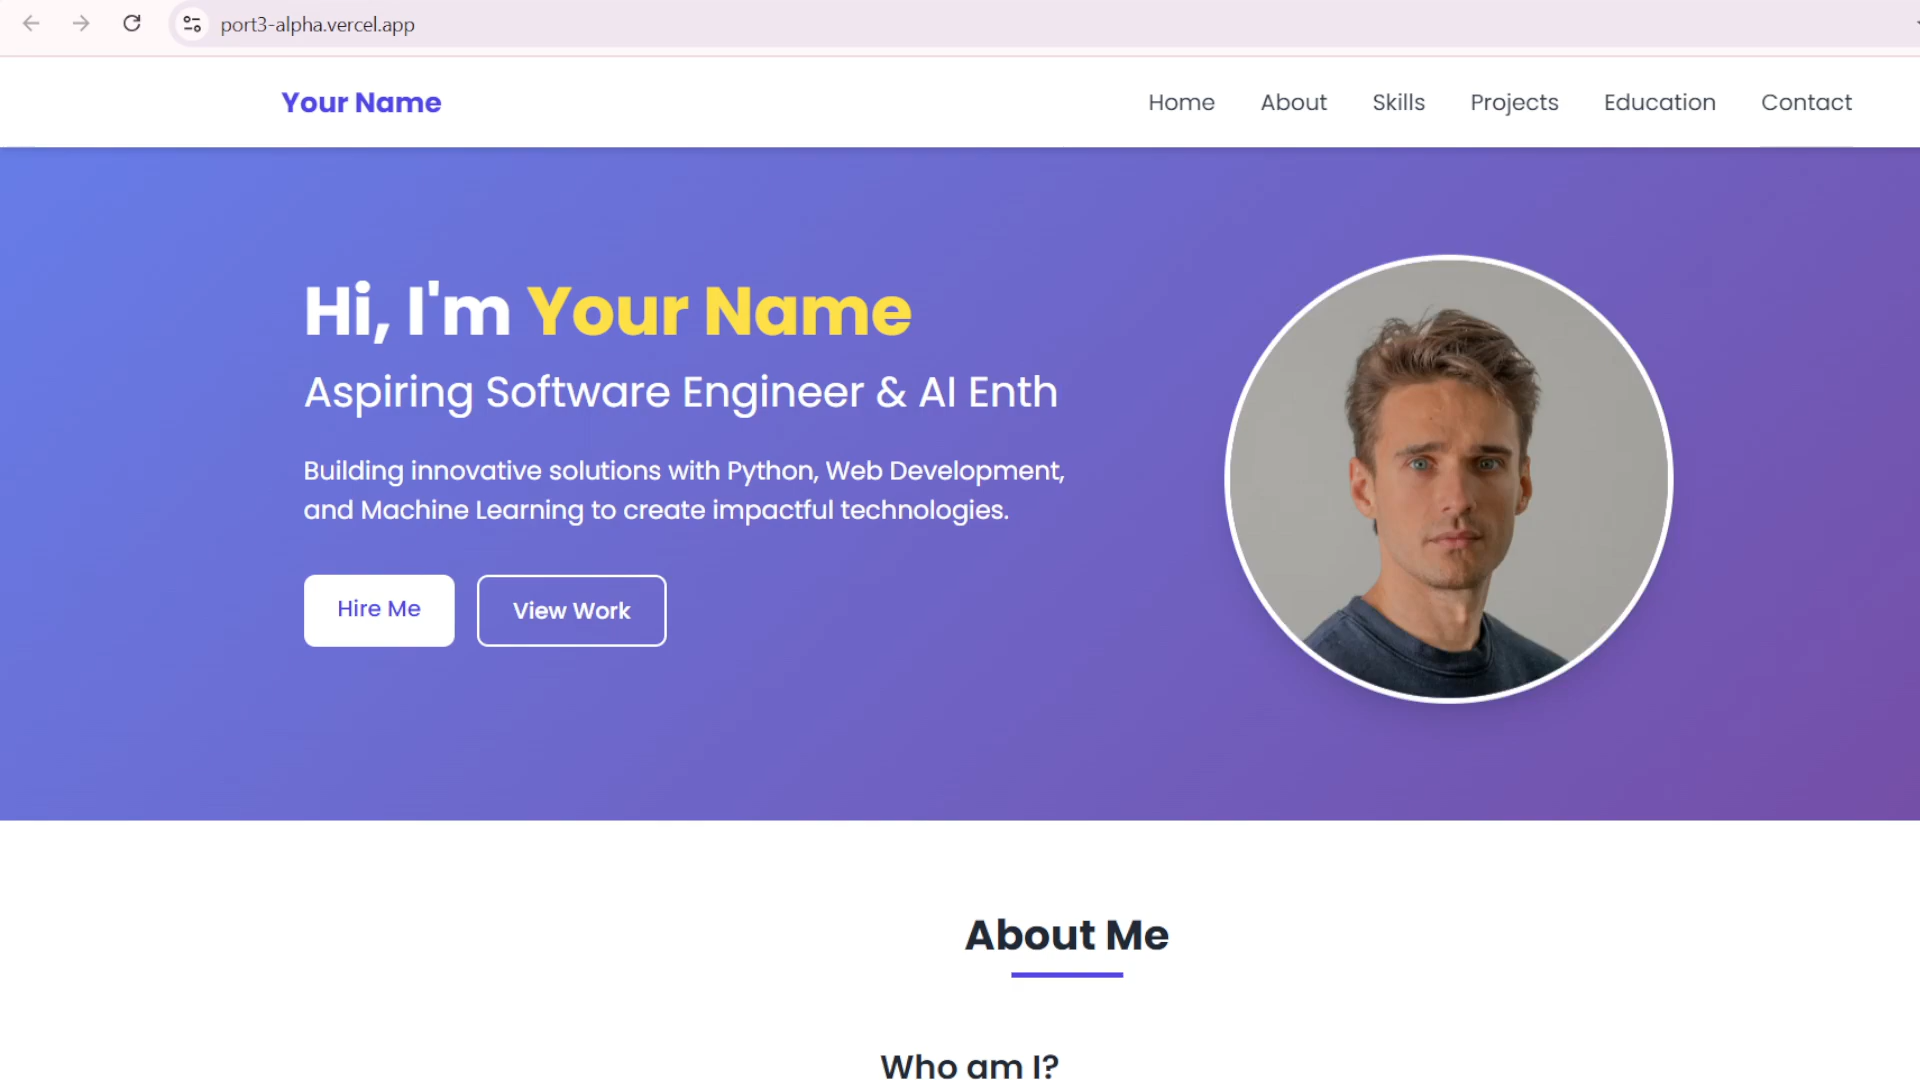 port3-alpha.vercel.app
Your Name
Home About Skills Projects Education Contact
Hi, I'm Your Name
Aspiring Software Engineer & AI Enth
Building innovative solutions with Python, Web Development,
and Machine Learning to create impactful technologies.
Hire Me View Work
About Me
Who am I?